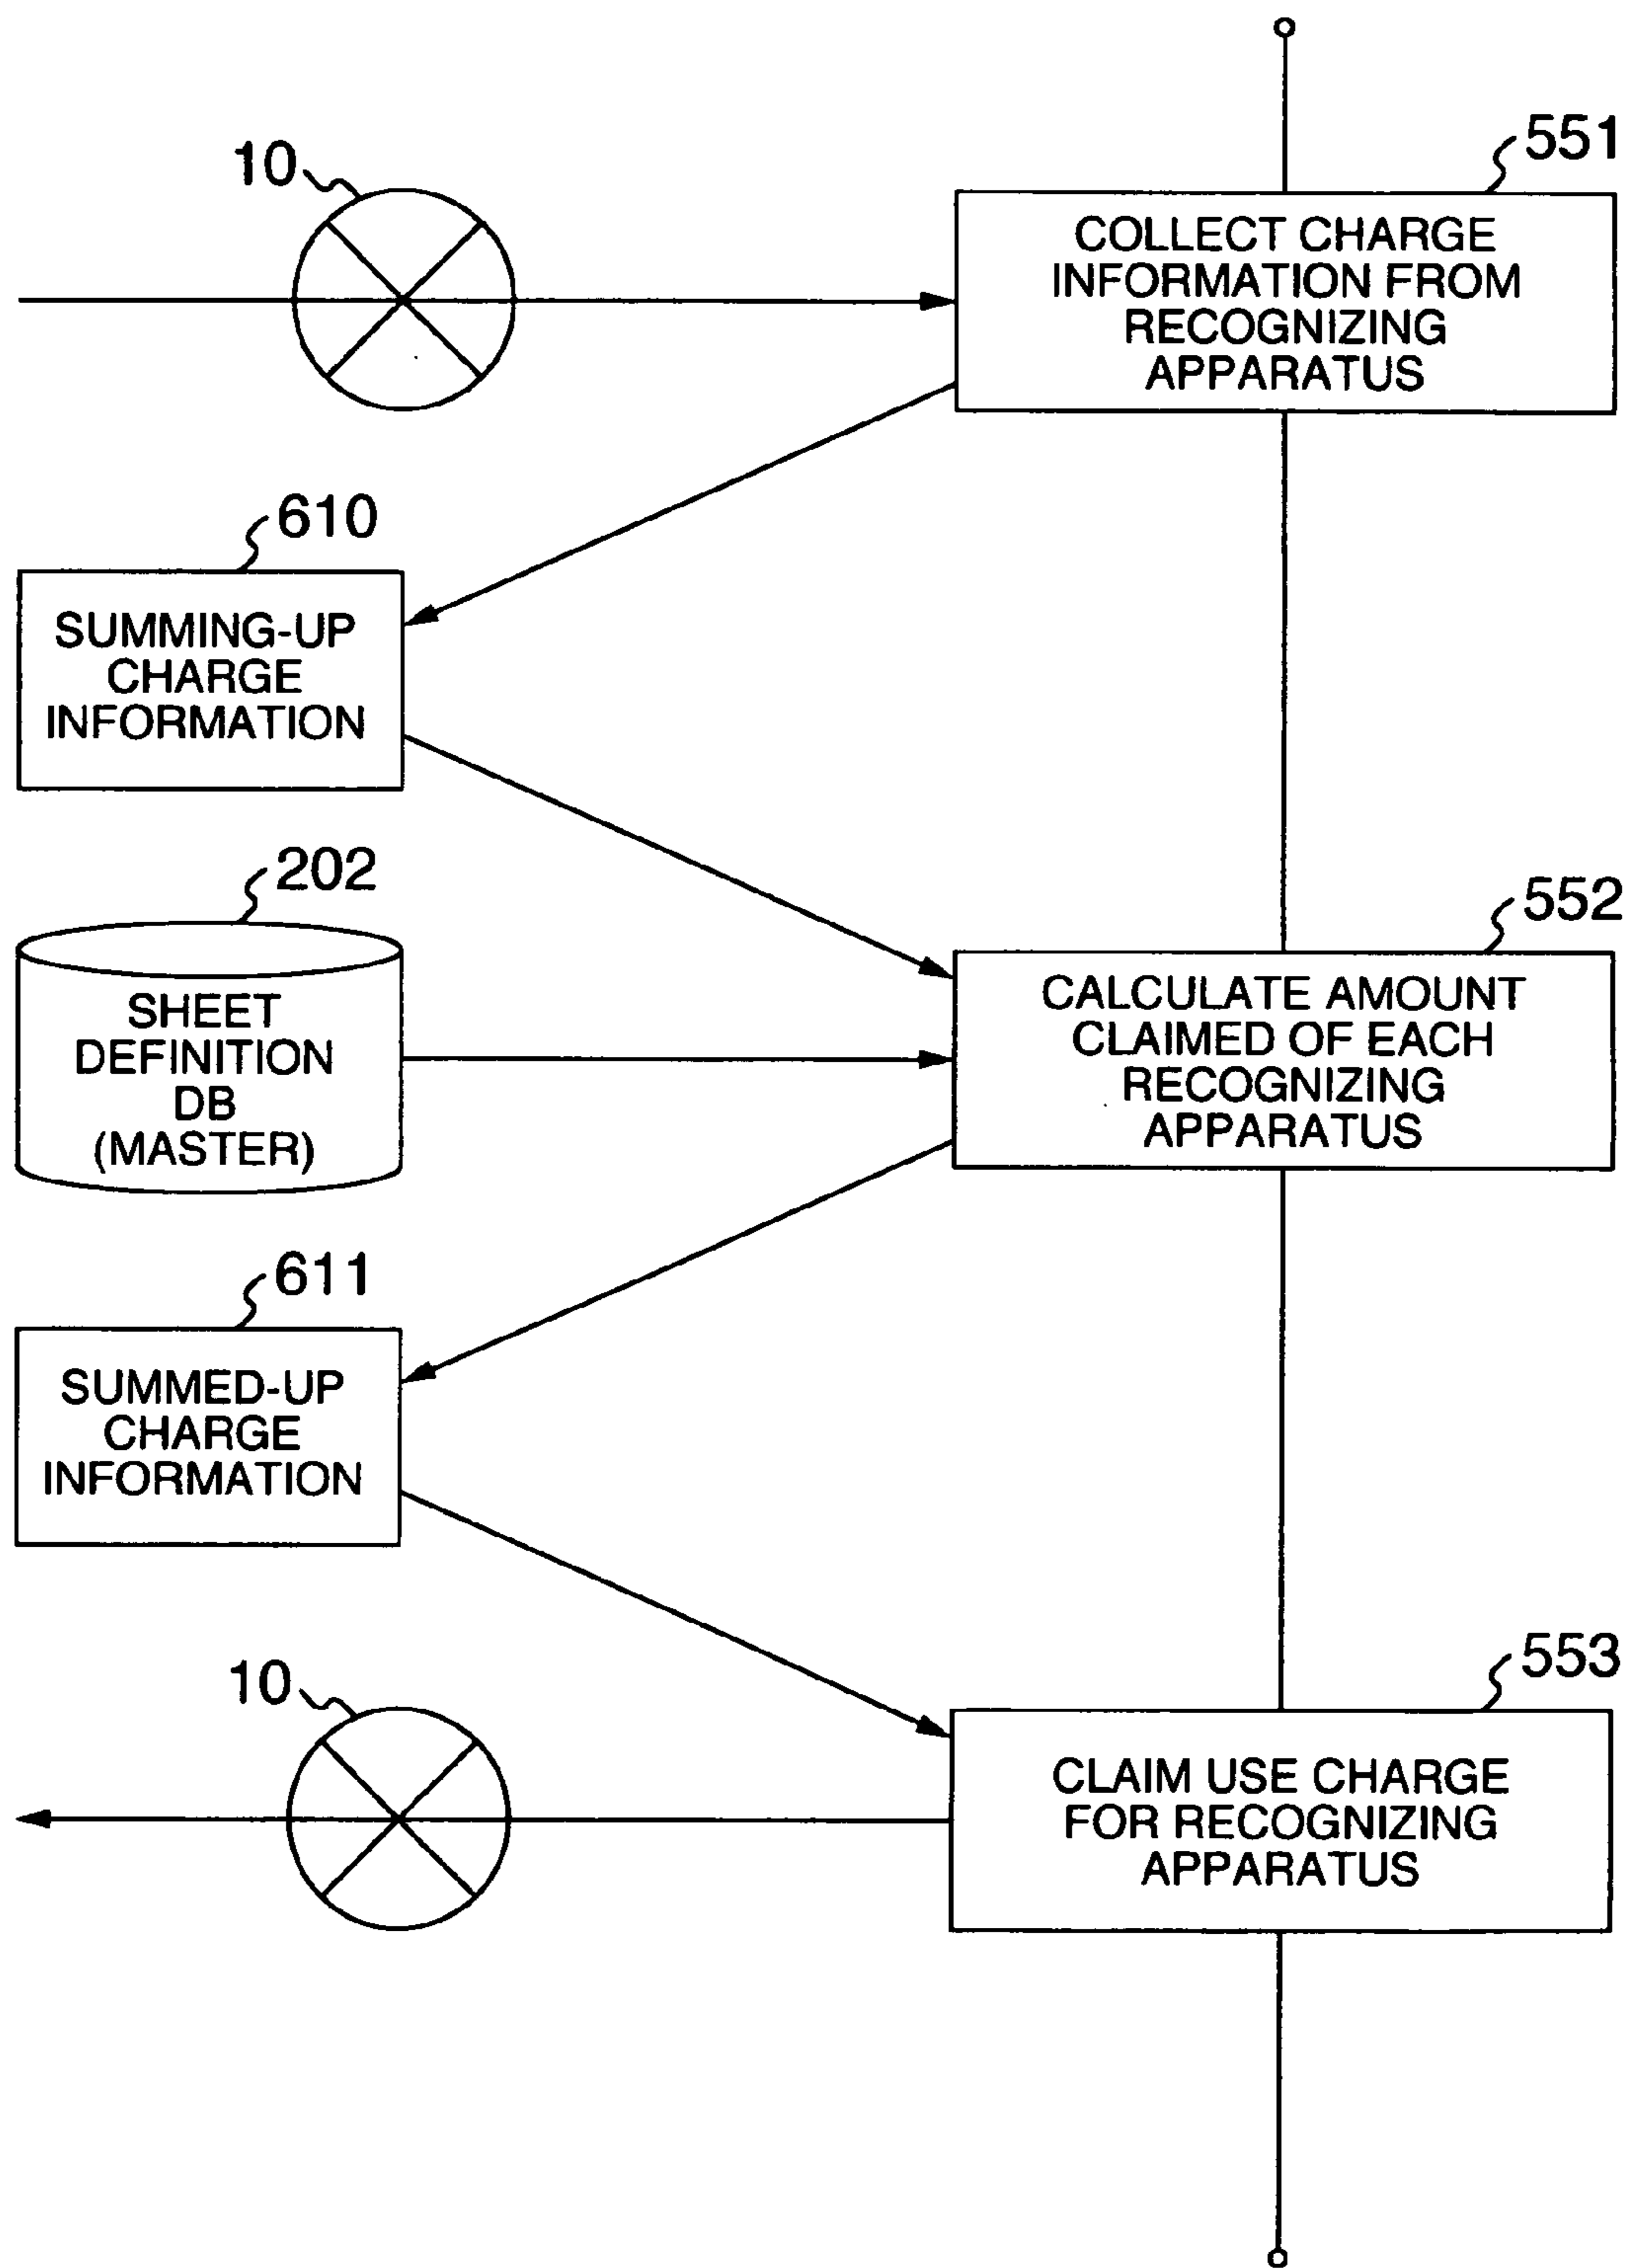 551
10
COLLECT CHARGE
INFORMATION FROM
RECOGNIZING
APPARATUS
610
SUMMING-UP
CHARGE
INFORMATION
202
552
SHEET
DEFINITION
DB
(MASTER)
CALCULATE AMOUNT
CLAIMED OF EACH
RECOGNIZING
APPARATUS
611
SUMMED-UP
CHARGE
INFORMATION
10
553
CLAIM USE CHARGE
FOR RECOGNIZING
APPARATUS